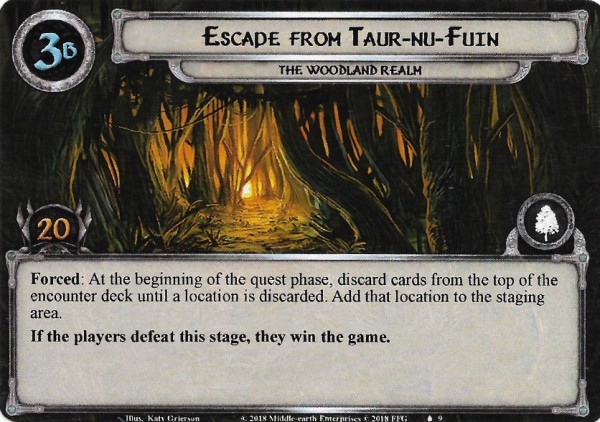 3B
ESCAPE FROM TAUR-NU-FUIN
THE WOODLAND REALM
20
Forced: At the beginning of the quest phase, discard cards from the top of the
encounter deck until a location is discarded. Add that location to the staging
area.
If the players defeat this stage, they win the game.
Illus. Katy Grierson © 2018 Middle-earth Enterprises © 2018 FFG 9